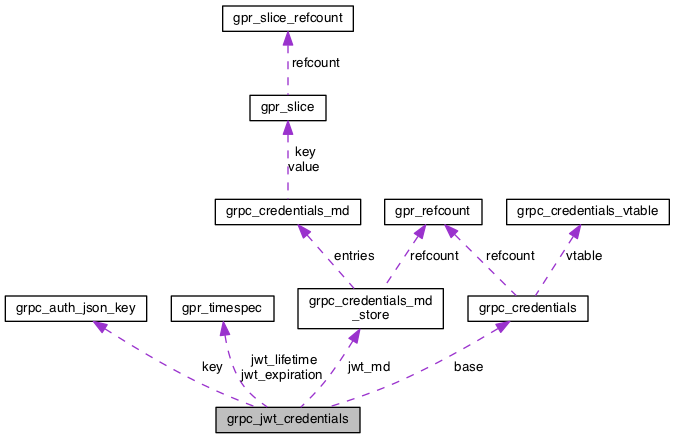 gpr_slice_refcount
refcount
gpr_slice
key
value
grpc_credentials_md
gpr_refcount
grpc_credentials_vtable
entries
refcount
refcount
vtable
grpc_auth_json_key
gpr_timespec
grpc_credentials_md
_store
grpc_credentials
key
jwt_lifetime
jwt_expiration
jwt_md
base
grpc_jwt_credentials